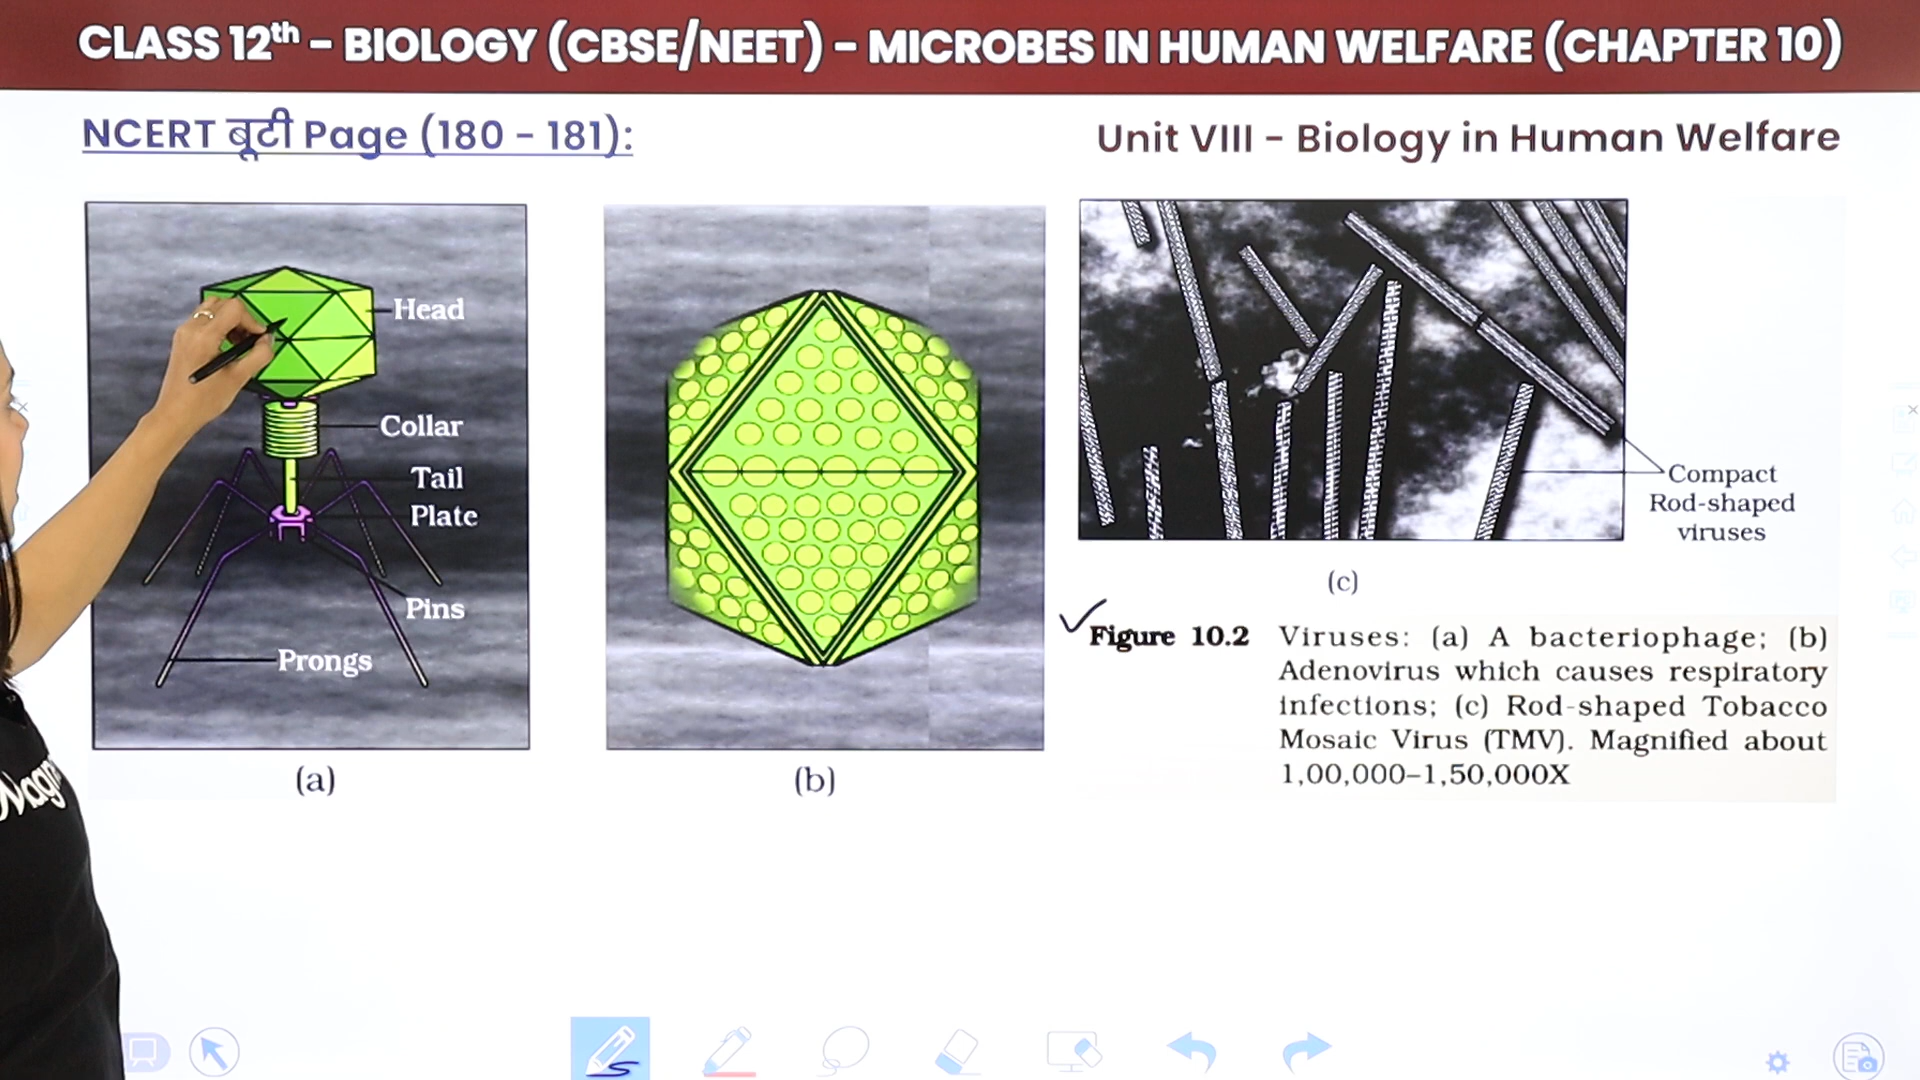 CLASS 12th – BIOLOGY (CBSE/NEET) – MICROBES IN HUMAN WELFARE (CHAPTER 10)
NCERT बूटी Page (180 – 181):
Unit VIII – Biology in Human Welfare
Head
Collar
Tail
Plate
Pins
Prongs
(a)
(b)
Compact
Rod-shaped
viruses
(c)
Figure 10.2 Viruses: (a) A bacteriophage; (b)
Adenovirus which causes respiratory
infections; (c) Rod-shaped Tobacco
Mosaic Virus (TMV). Magnified about
1,00,000–1,50,000X